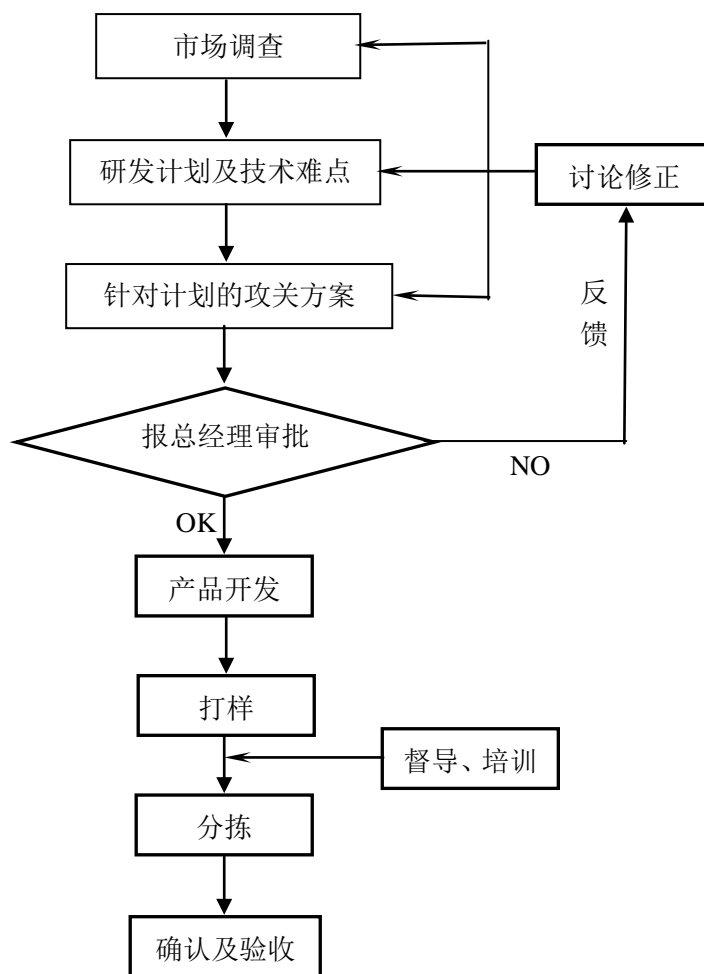 市场调查
研发计划及技术难点
讨论修正
针对计划的攻关方案
反
馈
报总经理审批
NO
OK
产品开发
打样
督导、培训
分拣
确认及验收